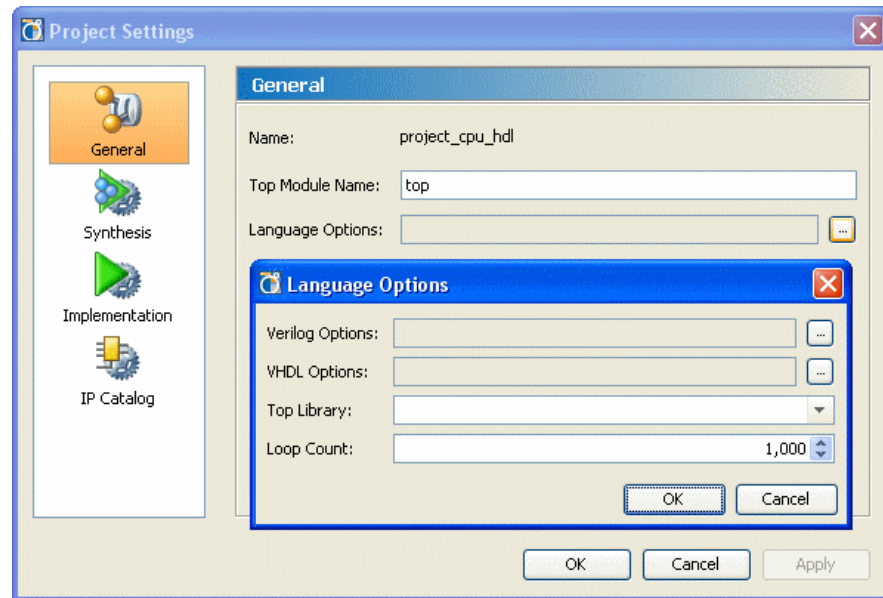 Project Settings
General
Synthesis
Implementation
IP Catalog
General
Name: project_cpu_hdl
Top Module Name: top
Language Options: ...
Language Options
Verilog Options: ...
VHDL Options: ...
Top Library:
Loop Count: 1,000
OK Cancel
OK Cancel Apply